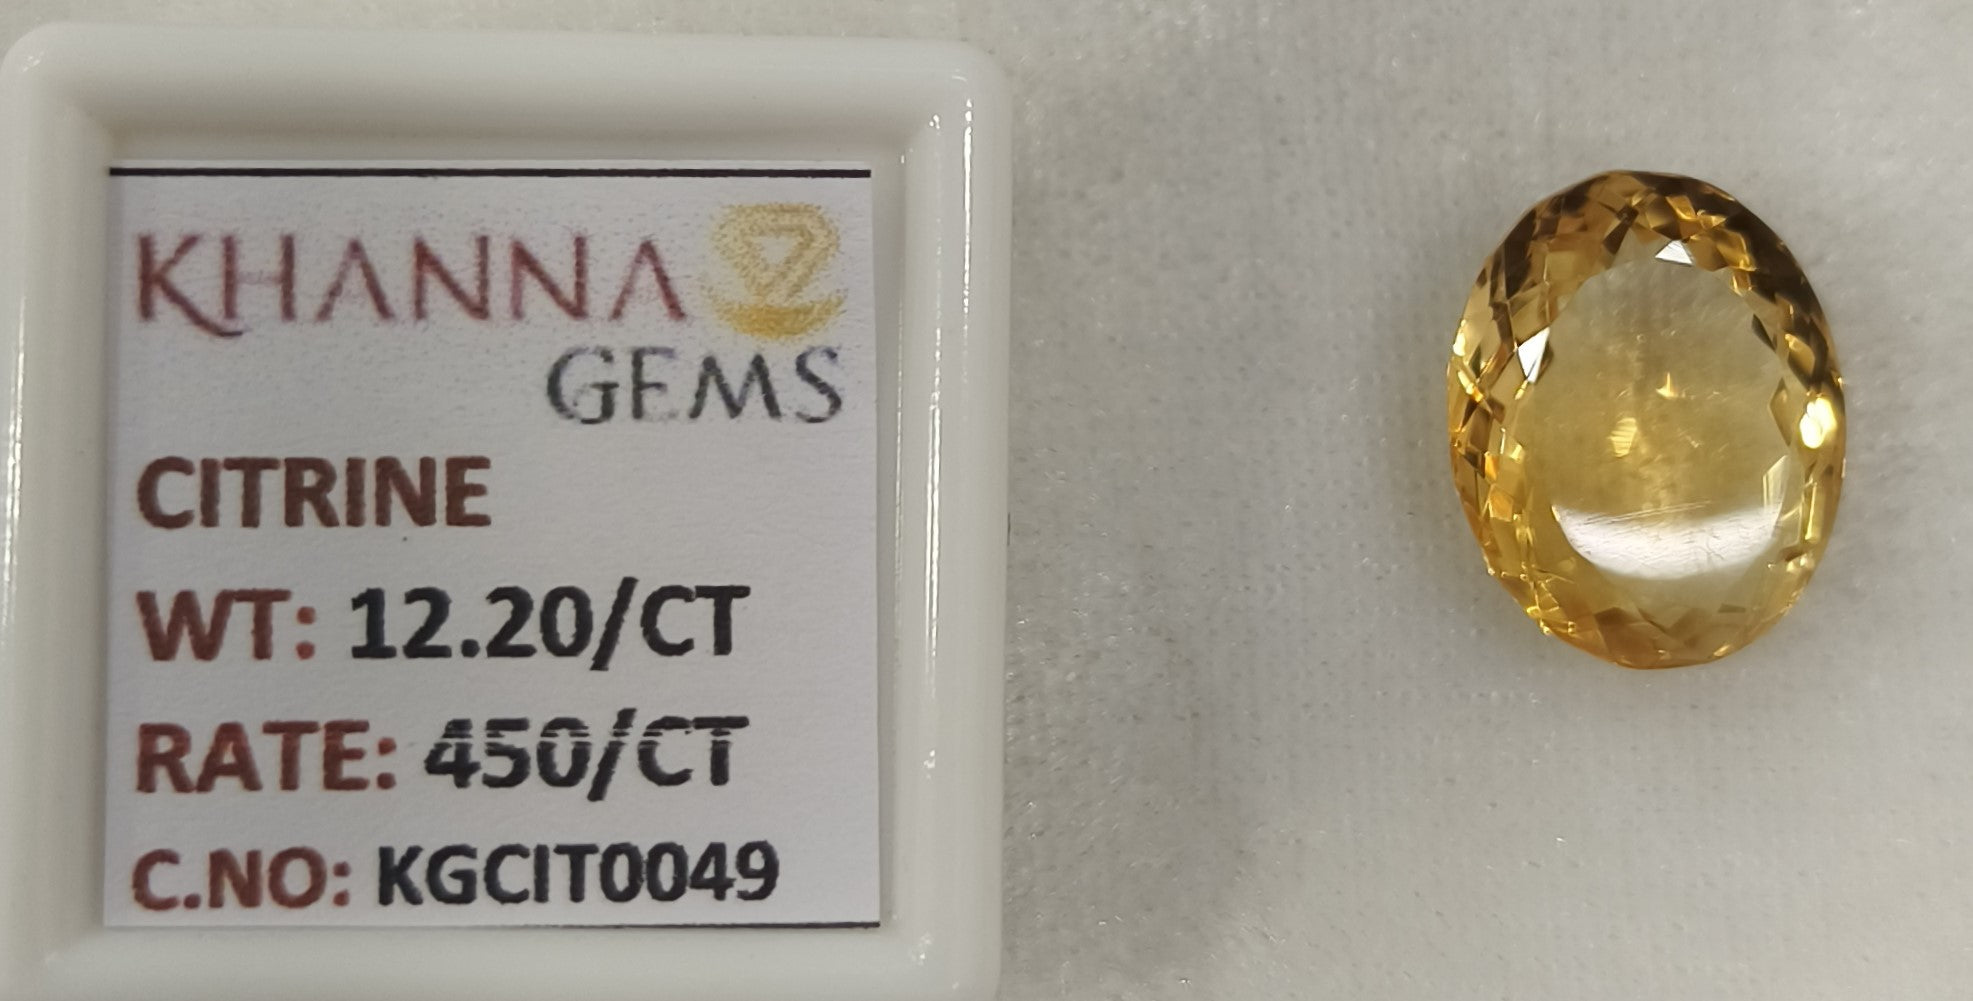 KHANNA
GEMS
CITRINE
WT: 12.20/CT
RATE: 450/CT
C.NO: KGCIT0049